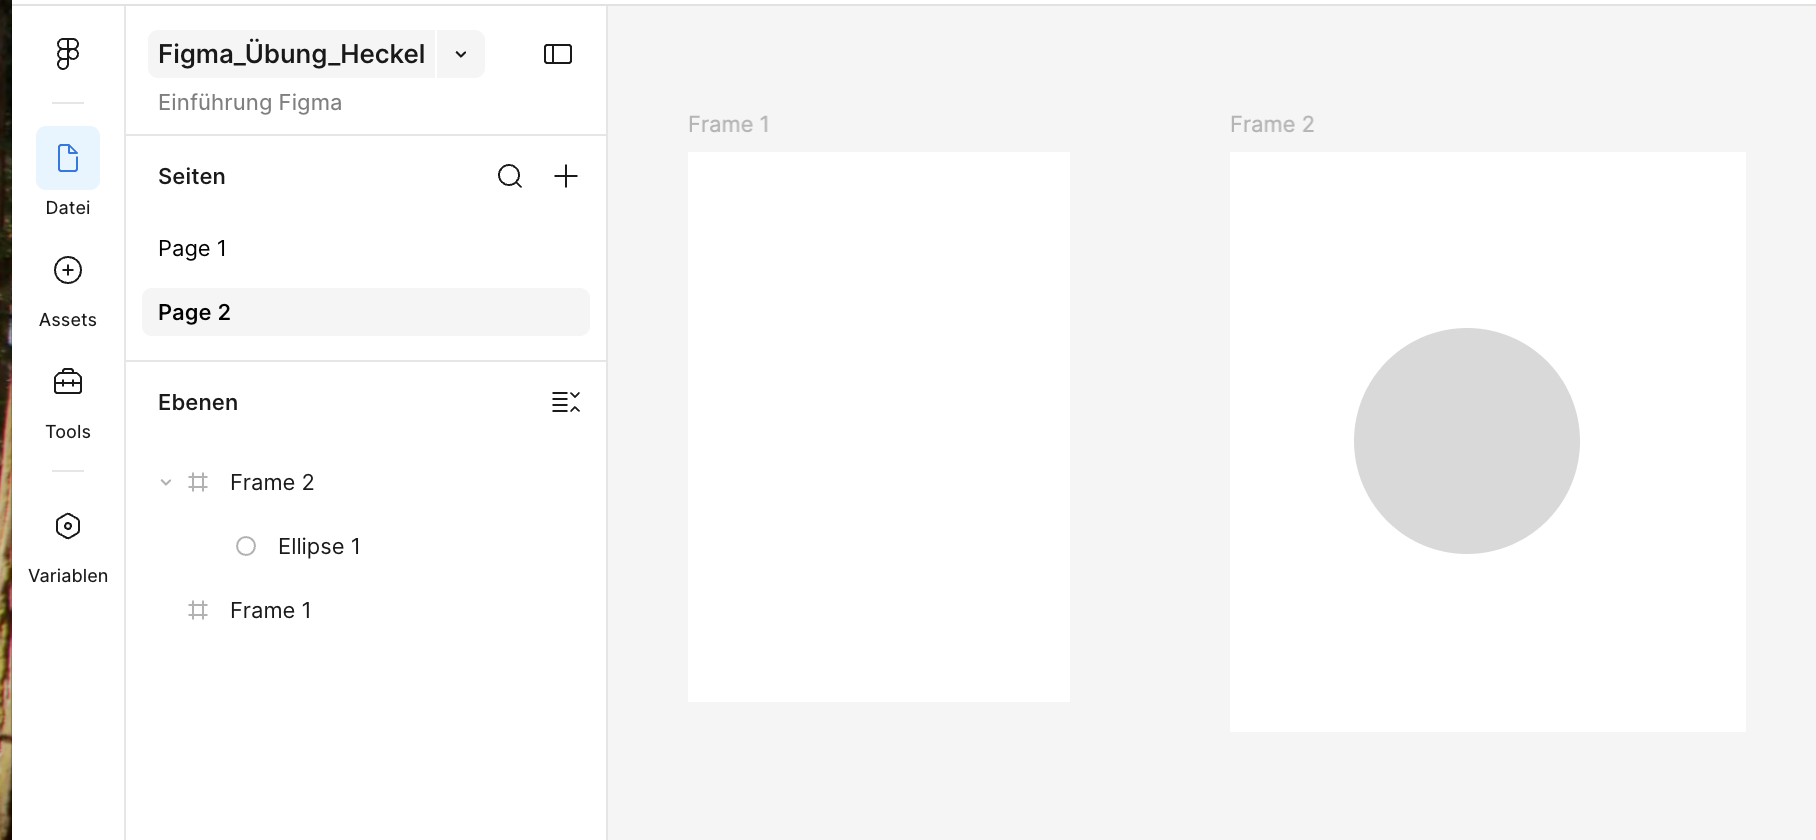 Figma_Übung_Heckel
Einführung Figma
Datei
Assets
Tools
Variablen
Seiten
Page 1
Page 2
Ebenen
Frame 2
Ellipse 1
Frame 1
Frame 1
Frame 2